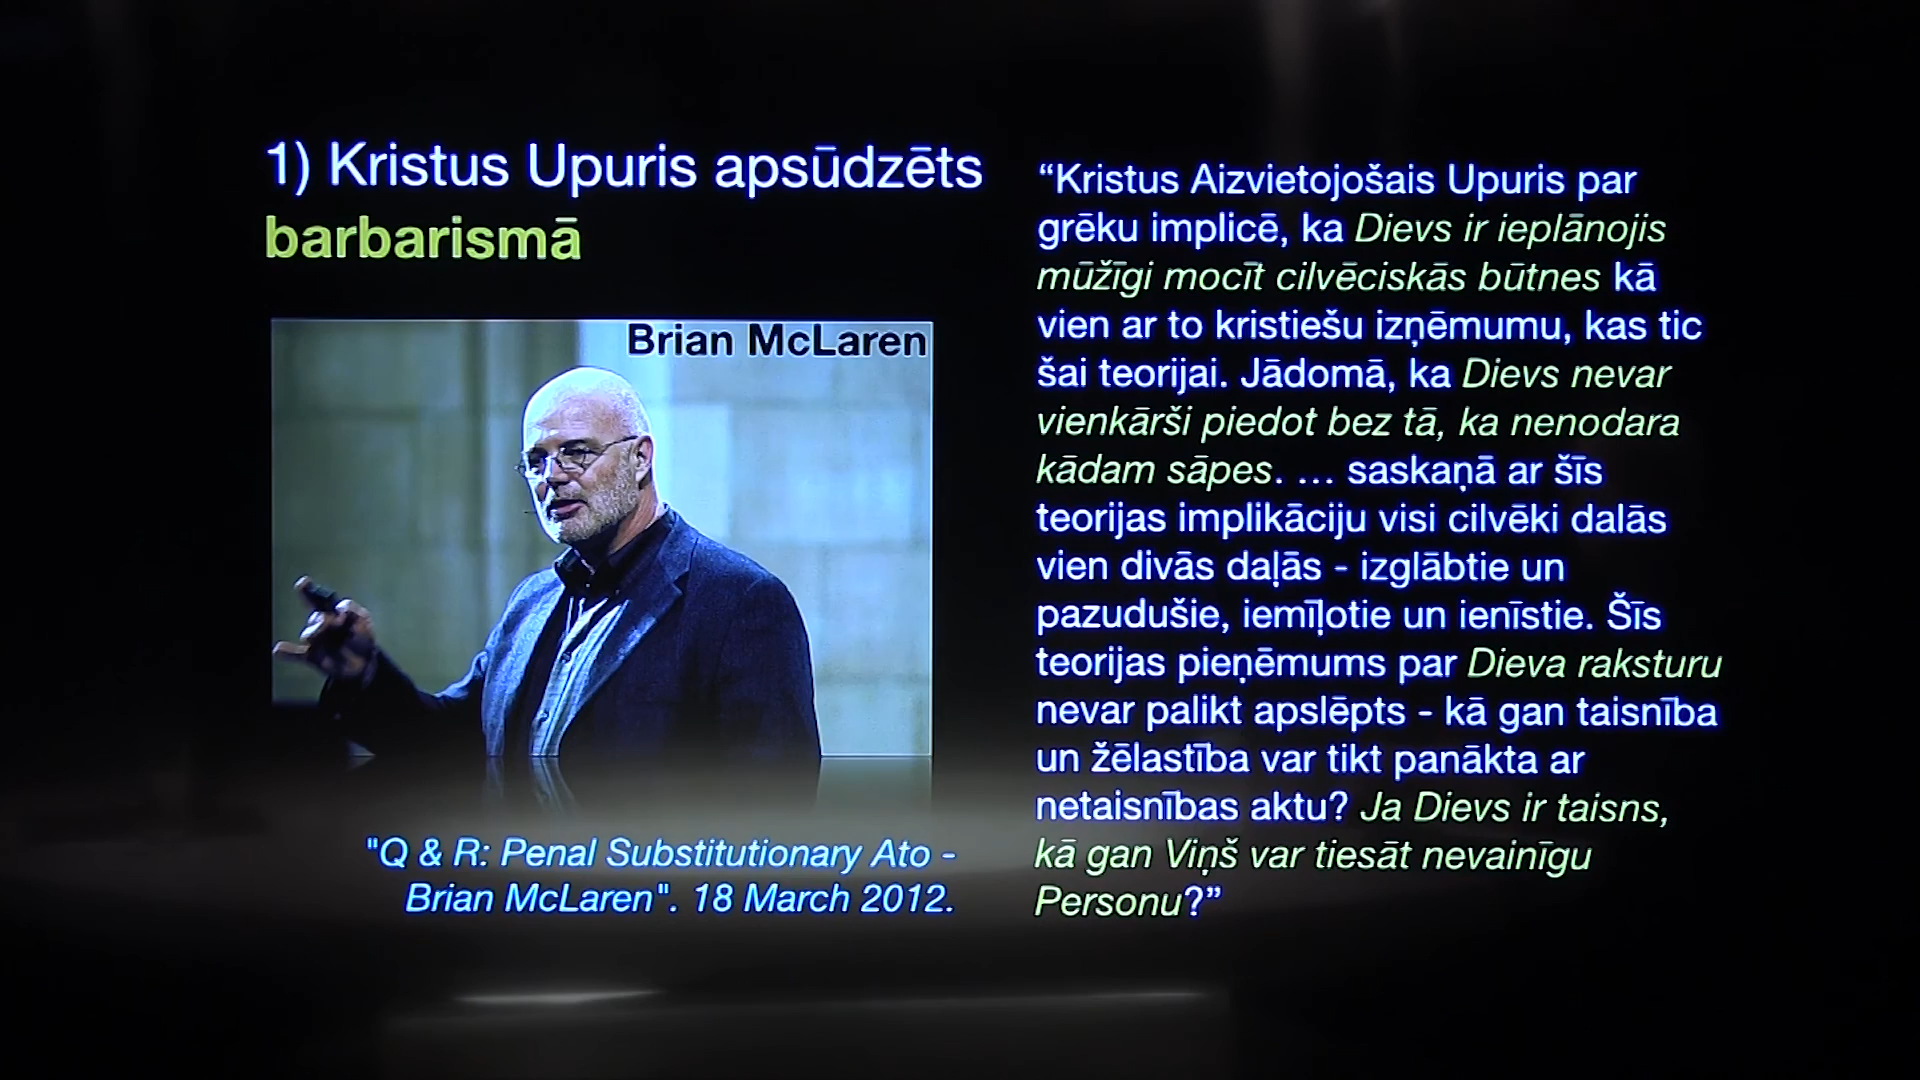 1) Kristus Upuris apsūdzēts
barbarismā
Brian McLaren
"Q & R: Penal Substitutionary Ato -
Brian McLaren". 18 March 2012.
“Kristus Aizvietojošais Upuris par
grēku implicē, ka Dievs ir ieplānojis
mūžīgi mocīt cilvēciskās būtnes kā
vien ar to kristiešu izņēmumu, kas tic
šai teorijai. Jādomā, ka Dievs nevar
vienkārši piedot bez tā, ka nenodara
kādam sāpes. … saskaņā ar šīs
teorijas implikāciju visi cilvēki dalās
vien divās daļās - izglābtie un
pazudušie, iemīļotie un ienīstie. Šīs
teorijas pieņēmums par Dieva raksturu
nevar palikt apslēpts - kā gan taisnība
un žēlastība var tikt panākta ar
netaisnības aktu? Ja Dievs ir taisns,
kā gan Viņš var tiesāt nevainīgu
Personu?”